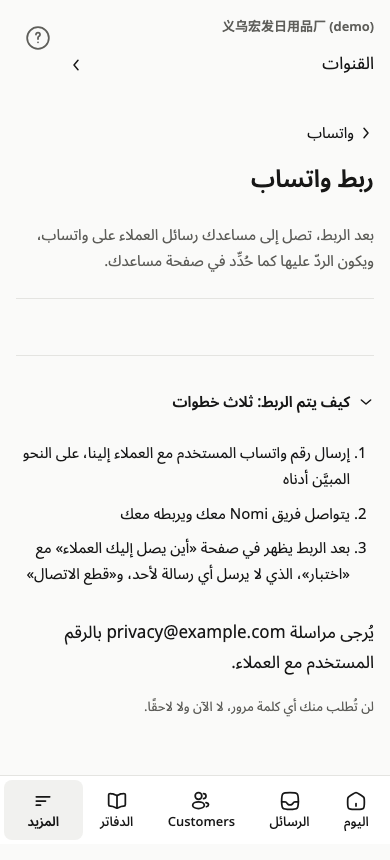 义乌宏发日用品厂 (demo)
القنوات
واتساب
ربط واتساب
بعد الربط، تصل إلى مساعدك رسائل العملاء على واتساب،
ويكون الردّ عليها كما حُدِّد في صفحة مساعدك.
كيف يتم الربط: ثلاث خطوات
1. إرسال رقم واتساب المستخدم مع العملاء إلينا، على النحو
المبيَّن أدناه
2. يتواصل فريق Nomi معك ويربطه معك
3. بعد الربط يظهر في صفحة «أين يصل إليك العملاء» مع
«اختبار»، الذي لا يرسل أي رسالة لأحد، و«قطع الاتصال»
يُرجى مراسلة privacy@example.com بالرقم
المستخدم مع العملاء.
لن تُطلب منك أي كلمة مرور، لا الآن ولا لاحقًا.
اليوم
الرسائل
Customers
الدفاتر
المزيد